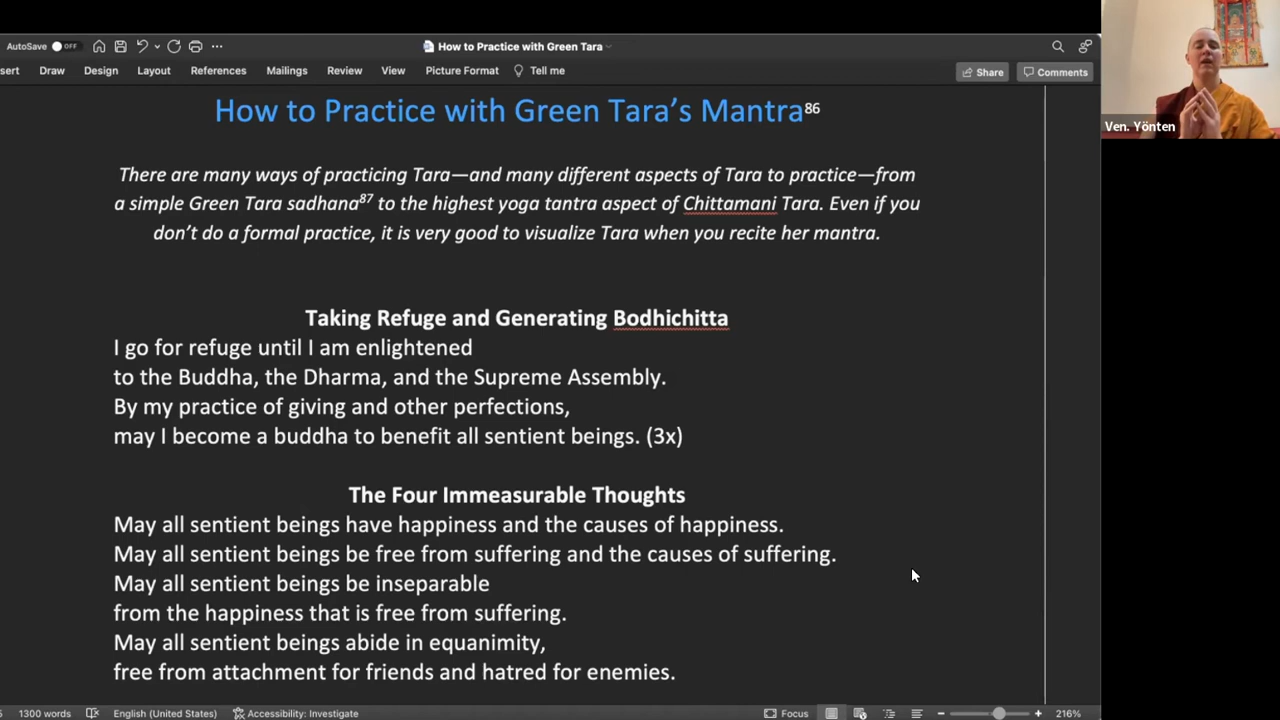 AutoSave OFF
How to Practice with Green Tara
sert Draw Design Layout References Mailings Review View Picture Format Tell me
Share Comments
Ven. Yönten
How to Practice with Green Tara’s Mantra86
There are many ways of practicing Tara—and many different aspects of Tara to practice—from
a simple Green Tara sadhana87 to the highest yoga tantra aspect of Chittamani Tara. Even if you
don’t do a formal practice, it is very good to visualize Tara when you recite her mantra.
Taking Refuge and Generating Bodhichitta
I go for refuge until I am enlightened
to the Buddha, the Dharma, and the Supreme Assembly.
By my practice of giving and other perfections,
may I become a buddha to benefit all sentient beings. (3x)
The Four Immeasurable Thoughts
May all sentient beings have happiness and the causes of happiness.
May all sentient beings be free from suffering and the causes of suffering.
May all sentient beings be inseparable
from the happiness that is free from suffering.
May all sentient beings abide in equanimity,
free from attachment for friends and hatred for enemies.
1300 words English (United States) Accessibility: Investigate Focus 216%